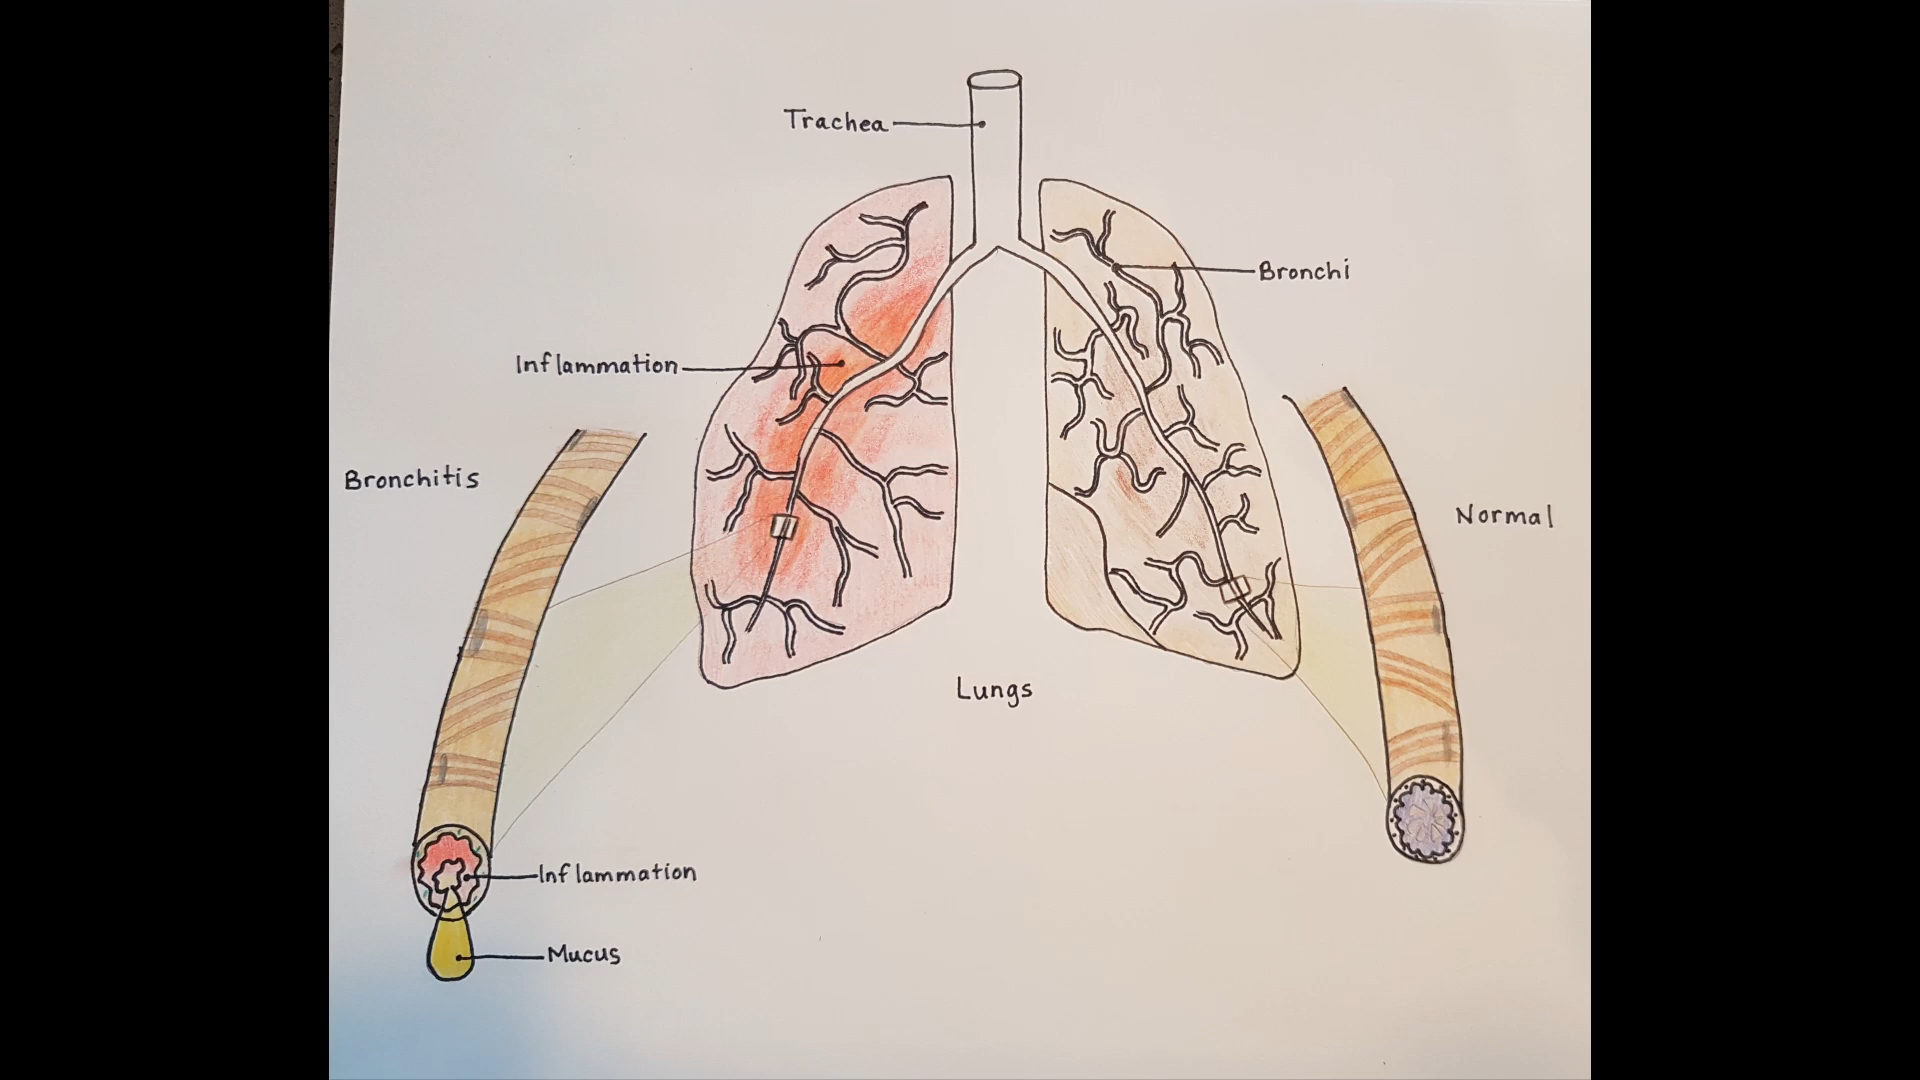 Trachea
Bronchi
Inflammation
Bronchitis
Normal
Lungs
Inflammation
Mucus